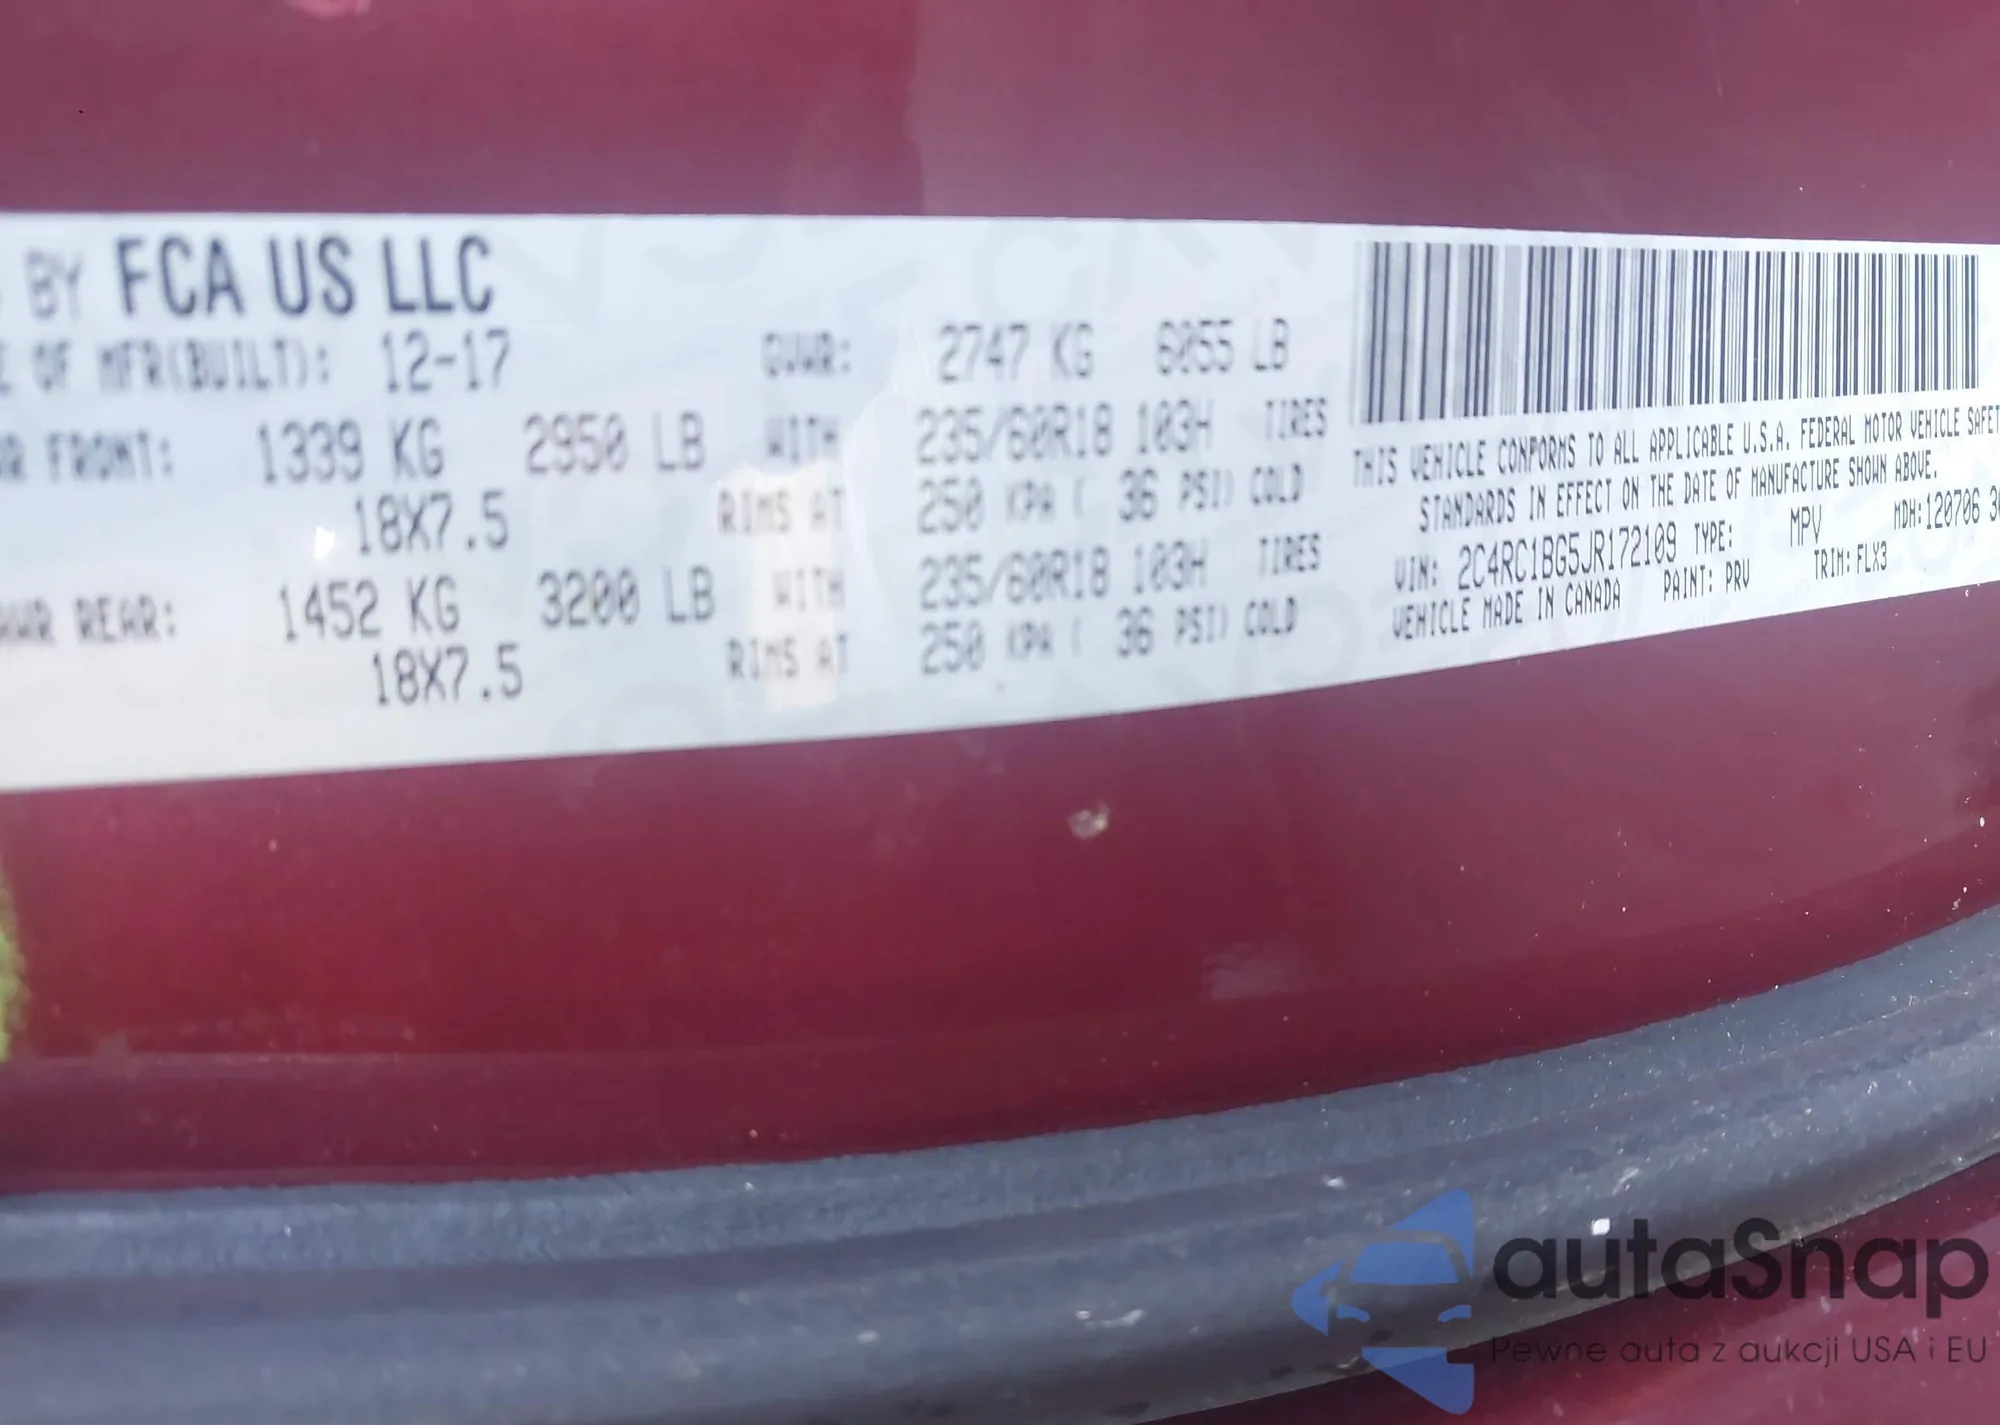 BY FCA US LLC
OF MFR(BUILT): 12-17 GVWR: 2747 KG 6055 LB
FRONT: 1339 KG 2950 LB WITH 235/60R18 103H TIRES
18X7.5 RIMS AT 250 KPA ( 36 PSI) COLD
REAR: 1452 KG 3200 LB WITH 235/60R18 103H TIRES
18X7.5 RIMS AT 250 KPA ( 36 PSI) COLD
THIS VEHICLE CONFORMS TO ALL APPLICABLE U.S.A. FEDERAL MOTOR VEHICLE SAFET
STANDARDS IN EFFECT ON THE DATE OF MANUFACTURE SHOWN ABOVE.
VIN: 2C4RC1BG5JR172109 TYPE: MPV MDH:120706
VEHICLE MADE IN CANADA PAINT: PRV TRIM:FLX3
autaSnap
Pewne auta z aukcji USA i EU